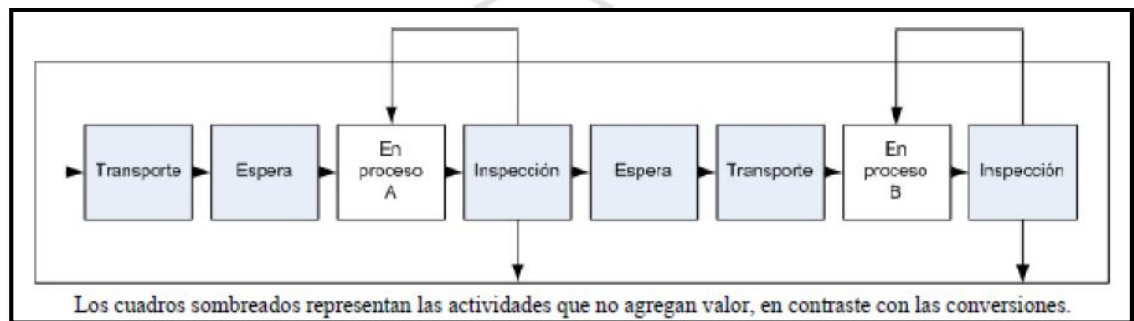 Transporte
Espera
En
proceso
A
Inspección
Espera
Transporte
En
proceso
B
Inspección
Los cuadros sombreados representan las actividades que no agregan valor, en contraste con las conversiones.